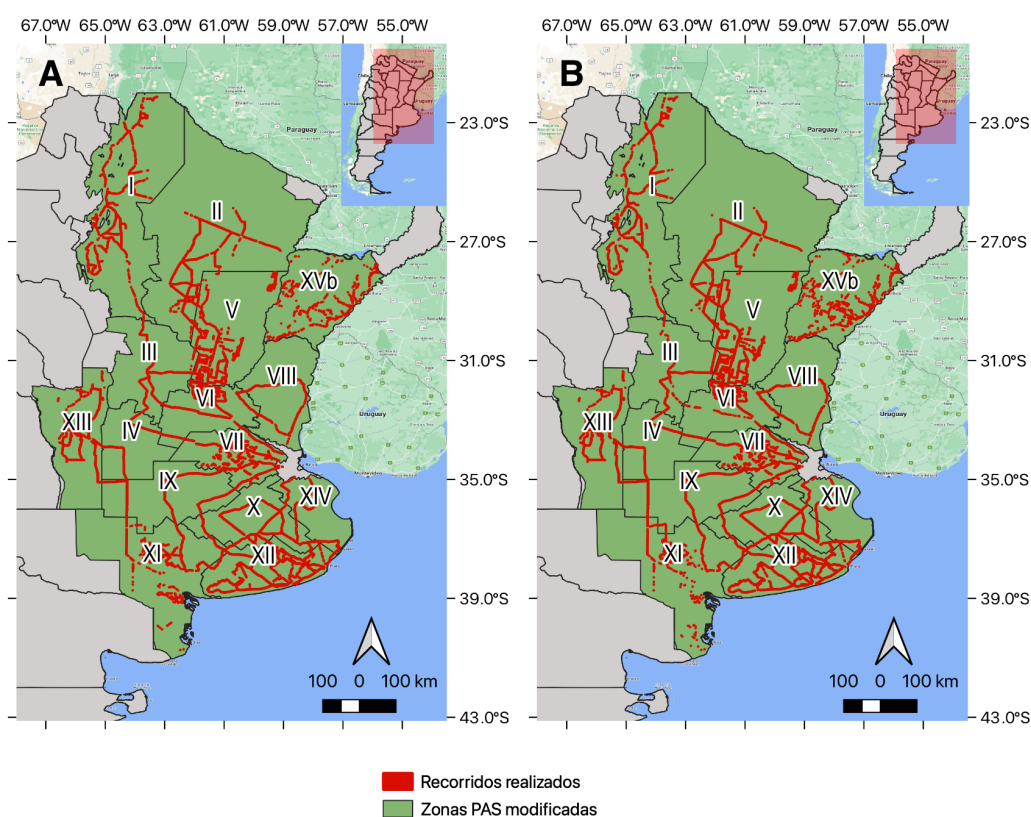 67.0°W 65.0°W 63.0°W 61.0°W 59.0°W 57.0°W 55.0°W
67.0°W 65.0°W 63.0°W 61.0°W 59.0°W 57.0°W 55.0°W
A
Paraguay
I
II
XVb
V
III
VIII
VI
XIII
IV
VII
Uruguay
IX
XIV
X
XI
XII
100 0 100 km
23.0°S
27.0°S
31.0°S
35.0°S
39.0°S
43.0°S
B
Paraguay
I
II
XVb
V
III
VIII
VI
XIII
IV
VII
Uruguay
IX
XIV
X
XI
XII
100 0 100 km
23.0°S
27.0°S
31.0°S
35.0°S
39.0°S
43.0°S
Recorridos realizados
Zonas PAS modificadas